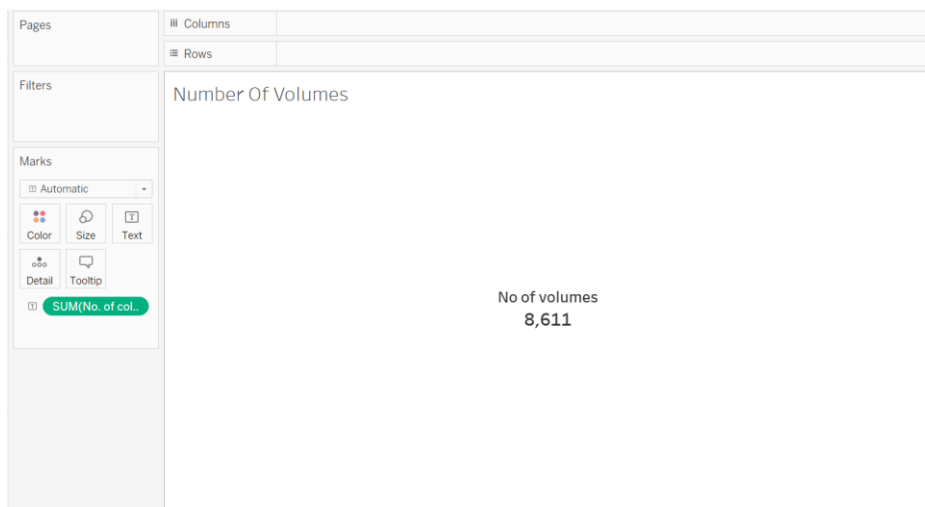 Pages
Columns
Rows
Filters
Number Of Volumes
Marks
Automatic
Color Size Text
Detail Tooltip
SUM(No. of col..
No of volumes
8,611